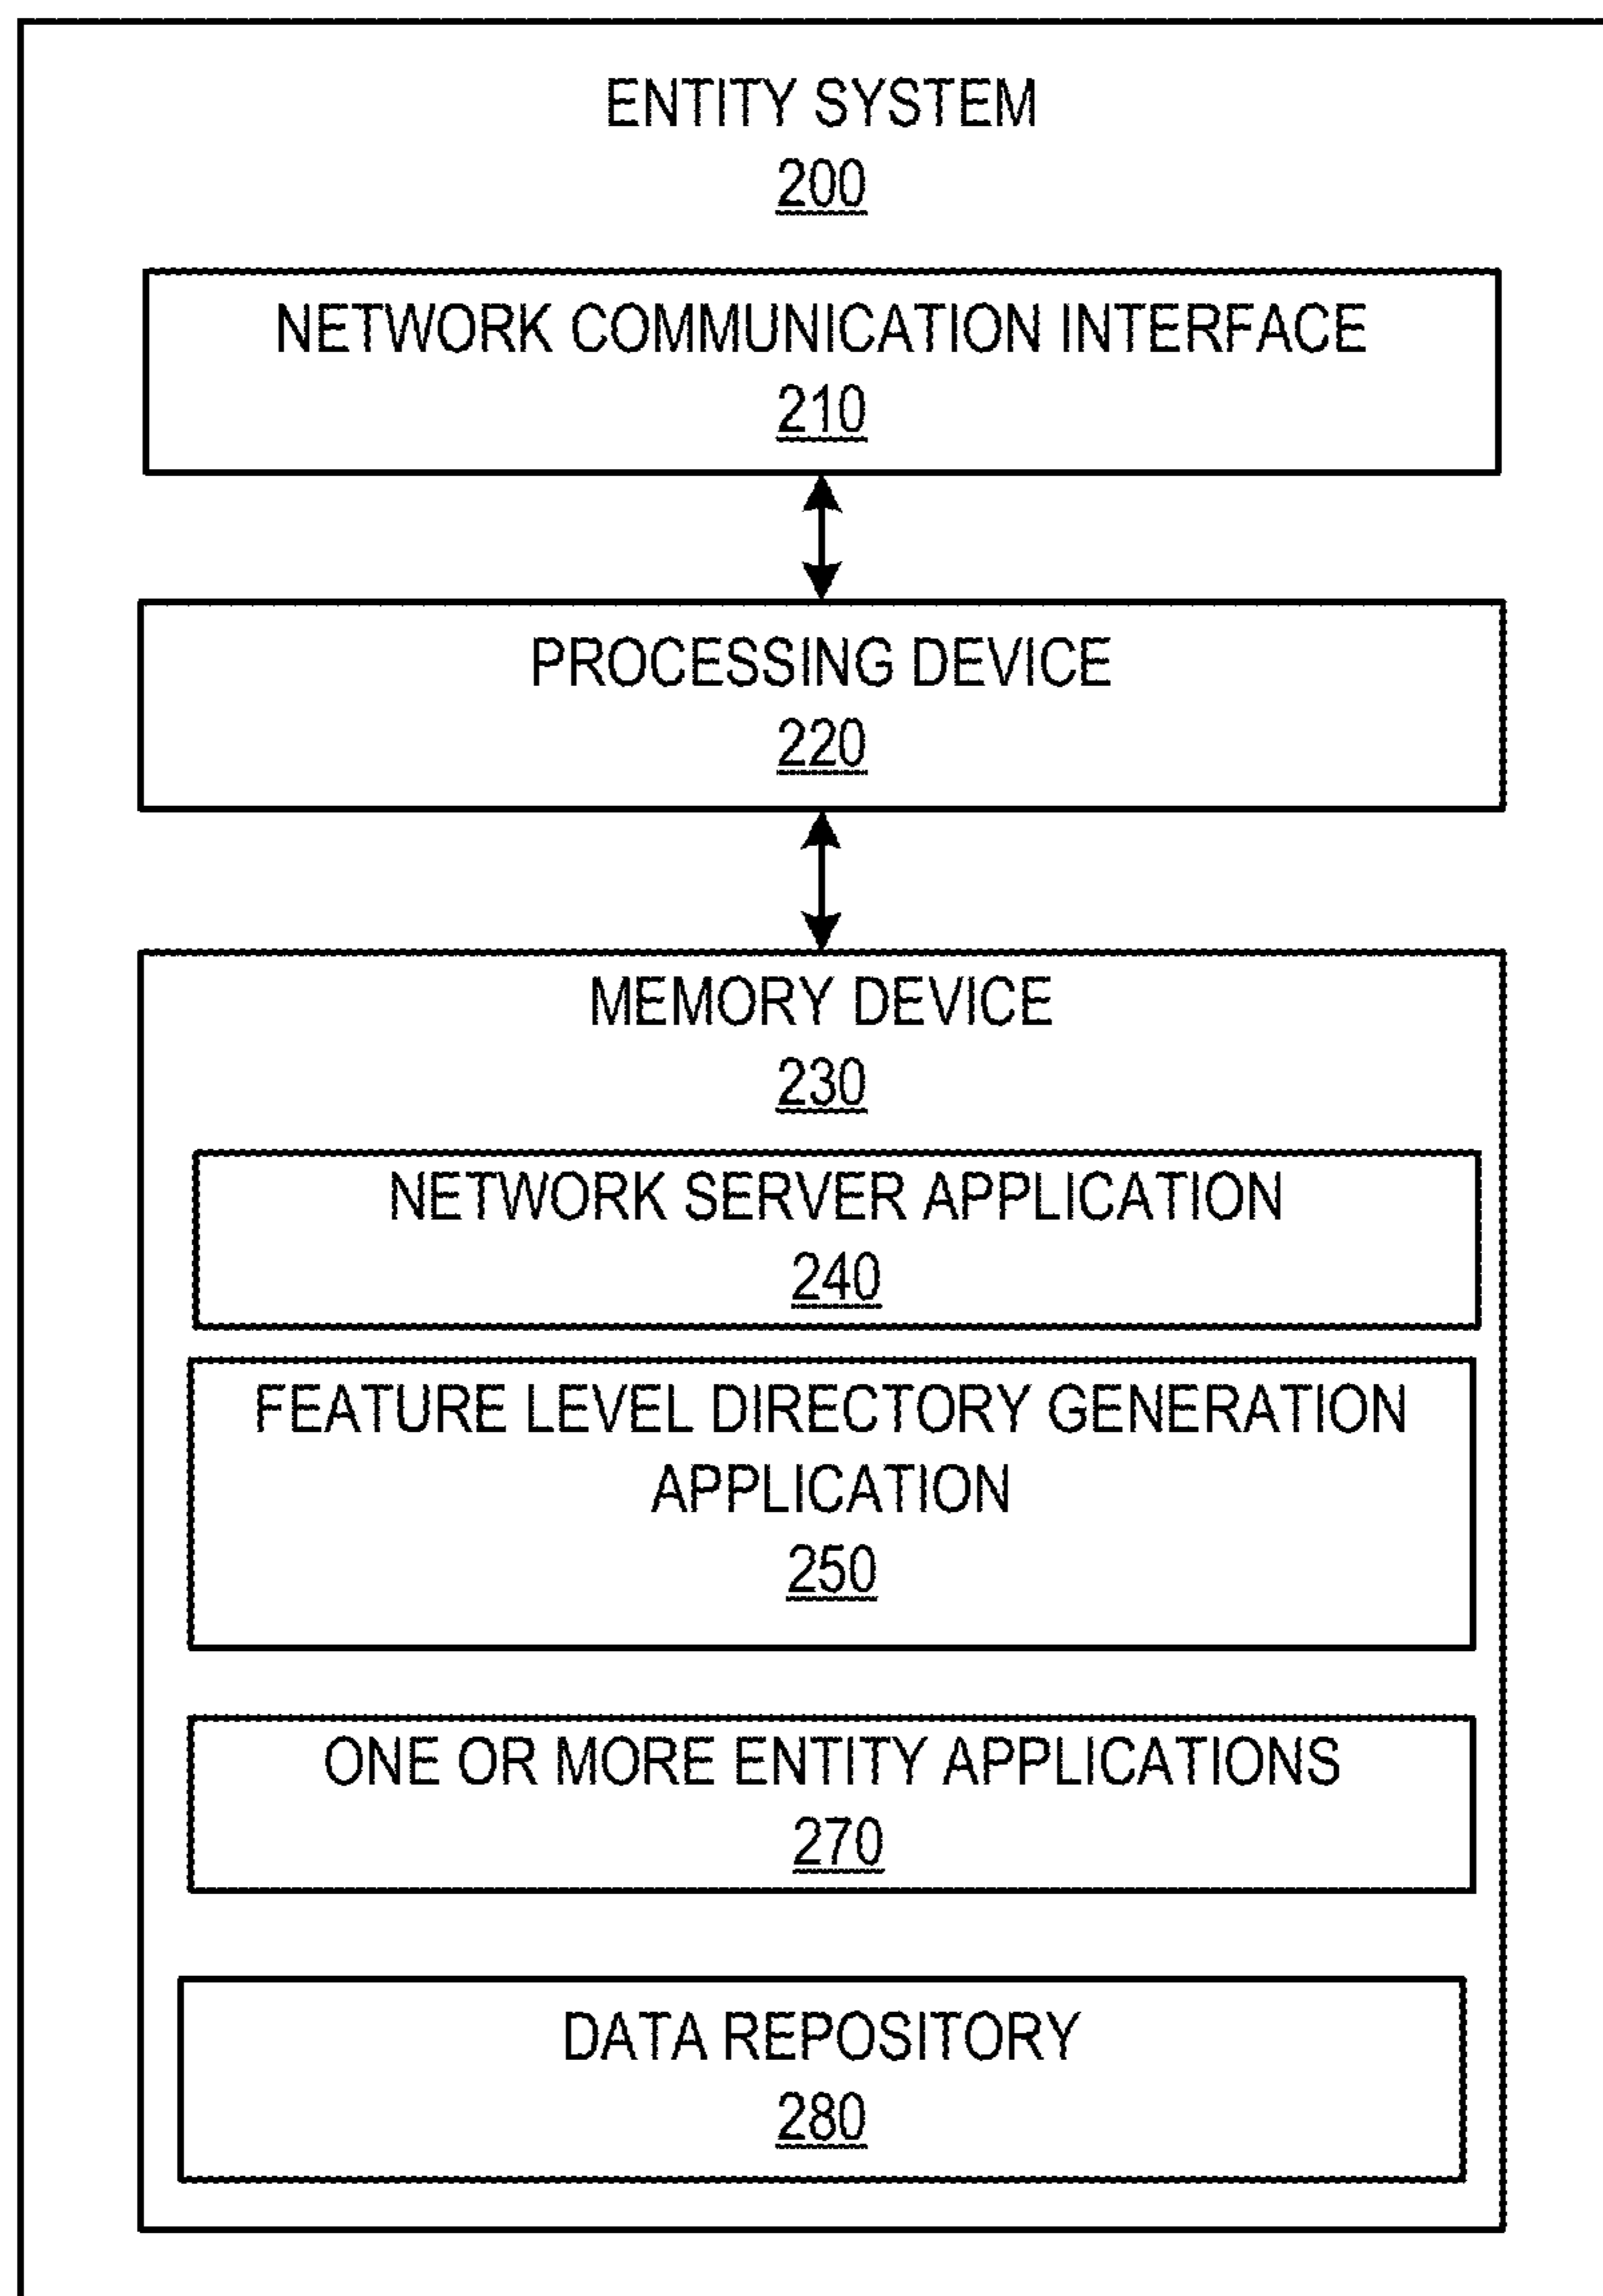 ENTITY SYSTEM
200
NETWORK COMMUNICATION INTERFACE
210
PROCESSING DEVICE
220
MEMORY DEVICE
230
NETWORK SERVER APPLICATION
240
FEATURE LEVEL DIRECTORY GENERATION
APPLICATION
250
ONE OR MORE ENTITY APPLICATIONS
270
DATA REPOSITORY
280